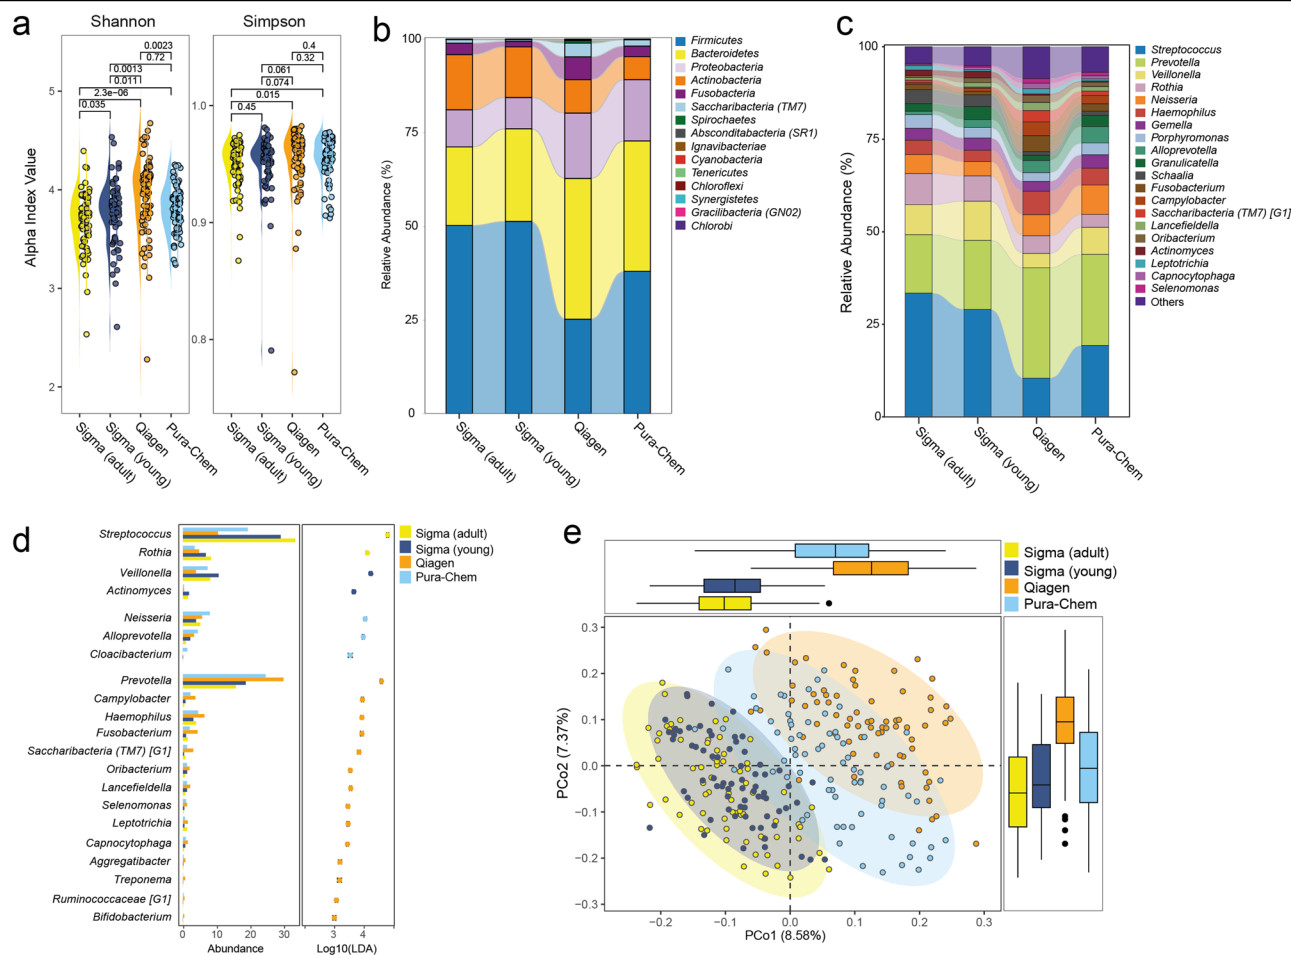 a
Shannon
Simpson
0.0023
0.72
0.0013
0.011
2.3e−06
0.035
0.4
0.32
0.061
0.074
0.015
0.45
Alpha Index Value
5
4
3
2
1.0
0.9
0.8
Sigma (adult)
Sigma (young)
Qiagen
Pura-Chem
Sigma (adult)
Sigma (young)
Qiagen
Pura-Chem
b
Relative Abundance (%)
100
75
50
25
0
Sigma (adult)
Sigma (young)
Qiagen
Pura-Chem
Firmicutes
Bacteroidetes
Proteobacteria
Actinobacteria
Fusobacteria
Saccharibacteria (TM7)
Spirochaetes
Absconditabacteria (SR1)
Ignavibacteriae
Cyanobacteria
Tenericutes
Chloroflexi
Synergistetes
Gracilibacteria (GN02)
Chlorobi
c
Relative Abundance (%)
100
75
50
25
0
Sigma (adult)
Sigma (young)
Qiagen
Pura-Chem
Streptococcus
Prevotella
Veillonella
Rothia
Neisseria
Haemophilus
Gemella
Porphyromonas
Alloprevotella
Granulicatella
Schaalia
Fusobacterium
Campylobacter
Saccharibacteria (TM7) [G1]
Lancefieldella
Oribacterium
Actinomyces
Leptotrichia
Capnocytophaga
Selenomonas
Others
d
Streptococcus
Rothia
Veillonella
Actinomyces
Neisseria
Alloprevotella
Cloacibacterium
Prevotella
Campylobacter
Haemophilus
Fusobacterium
Saccharibacteria (TM7) [G1]
Oribacterium
Lancefieldella
Selenomonas
Leptotrichia
Capnocytophaga
Aggregatibacter
Treponema
Ruminococcaceae [G1]
Bifidobacterium
0 10 20 30
Abundance
3 4
Log10(LDA)
Sigma (adult)
Sigma (young)
Qiagen
Pura-Chem
e
Sigma (adult)
Sigma (young)
Qiagen
Pura-Chem
PCo2 (7.37%)
0.3
0.2
0.1
0.0
−0.1
−0.2
−0.3
−0.2 −0.1 0.0 0.1 0.2 0.3
PCo1 (8.58%)